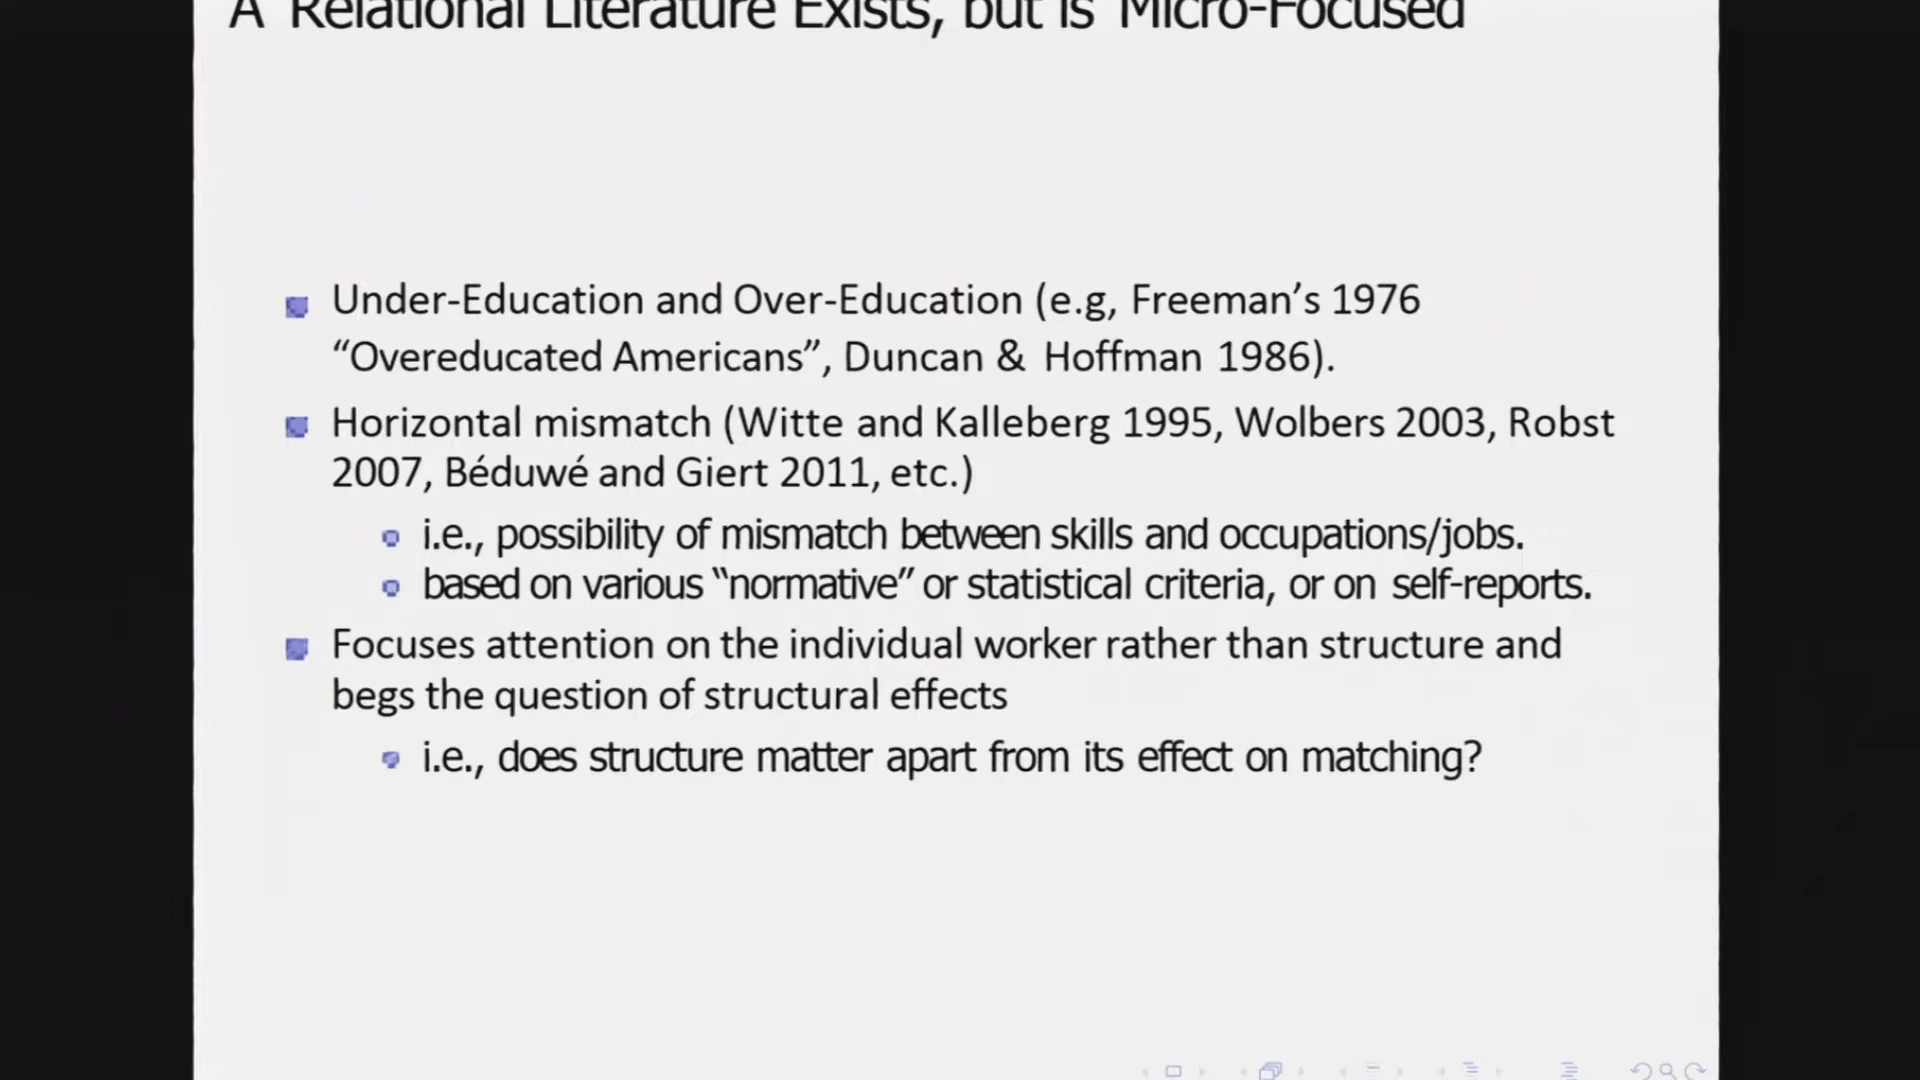 A Relational Literature Exists, but is Micro-Focused
Under-Education and Over-Education (e.g, Freeman’s 1976
“Overeducated Americans”, Duncan & Hoffman 1986).
Horizontal mismatch (Witte and Kalleberg 1995, Wolbers 2003, Robst
2007, Béduwé and Giert 2011, etc.)
i.e., possibility of mismatch between skills and occupations/jobs.
based on various “normative” or statistical criteria, or on self-reports.
Focuses attention on the individual worker rather than structure and
begs the question of structural effects
i.e., does structure matter apart from its effect on matching?